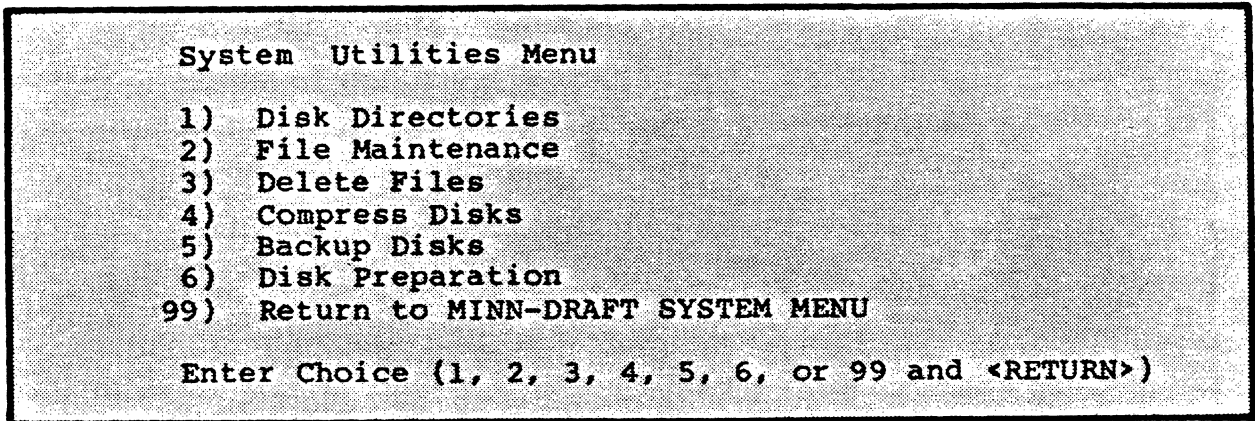 System  Utilities Menu
1)  Disk Directories
2)  File Maintenance
3)  Delete Files
4)  Compress Disks
5)  Backup Disks
6)  Disk Preparation
99)  Return to MINN-DRAFT SYSTEM MENU
Enter Choice (1, 2, 3, 4, 5, 6, or 99 and <RETURN>)